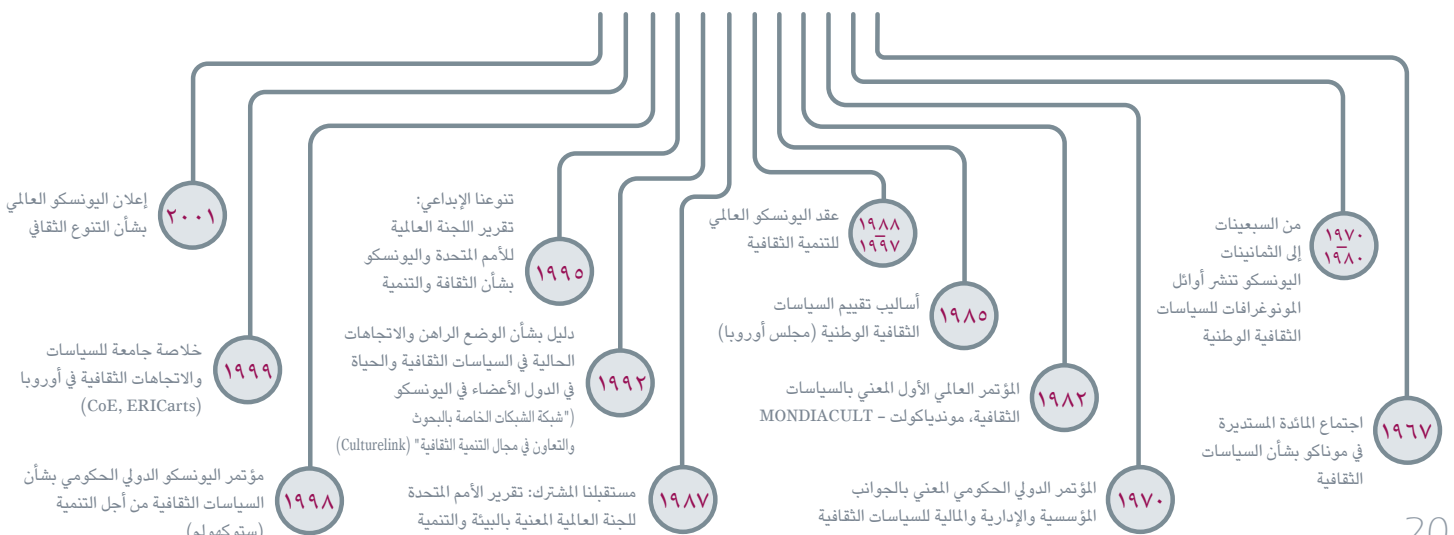 ١٩٦٧
اجتماع المائدة المستديرة
في موناكو بشأن السياسات
الثقافية
١٩٧٠
١٩٨٠
من السبعينات
إلى الثمانينات
اليونسكو تنشر أوائل
المونوغرافات للسياسات
الثقافية الوطنية
١٩٧٠
المؤتمر الدولي الحكومي المعني بالجوانب
المؤسسية والإدارية والمالية للسياسات الثقافية
١٩٨٢
المؤتمر العالمي الأول المعني بالسياسات
الثقافية، موندياكولت – MONDIACULT
١٩٨٥
أساليب تقييم السياسات
الثقافية الوطنية (مجلس أوروبا)
١٩٨٨
١٩٩٧
عقد اليونسكو العالمي
للتنمية الثقافية
١٩٨٧
مستقبلنا المشترك: تقرير الأمم المتحدة
للجنة العالمية المعنية بالبيئة والتنمية
١٩٩٢
دليل بشأن الوضع الراهن والاتجاهات
الحالية في السياسات الثقافية والحياة
في الدول الأعضاء في اليونسكو
("شبكة الشبكات الخاصة بالبحوث
والتعاون في مجال التنمية الثقافية" (Culturelink)
١٩٩٥
تنوعنا الإبداعي:
تقرير اللجنة العالمية
للأمم المتحدة واليونسكو
بشأن الثقافة والتنمية
١٩٩٨
مؤتمر اليونسكو الدولي الحكومي بشأن
السياسات الثقافية من أجل التنمية
(ستوكهولم)
١٩٩٩
خلاصة جامعة للسياسات
والاتجاهات الثقافية في أوروبا
(CoE, ERICarts)
٢٠٠١
إعلان اليونسكو العالمي
بشأن التنوع الثقافي
20